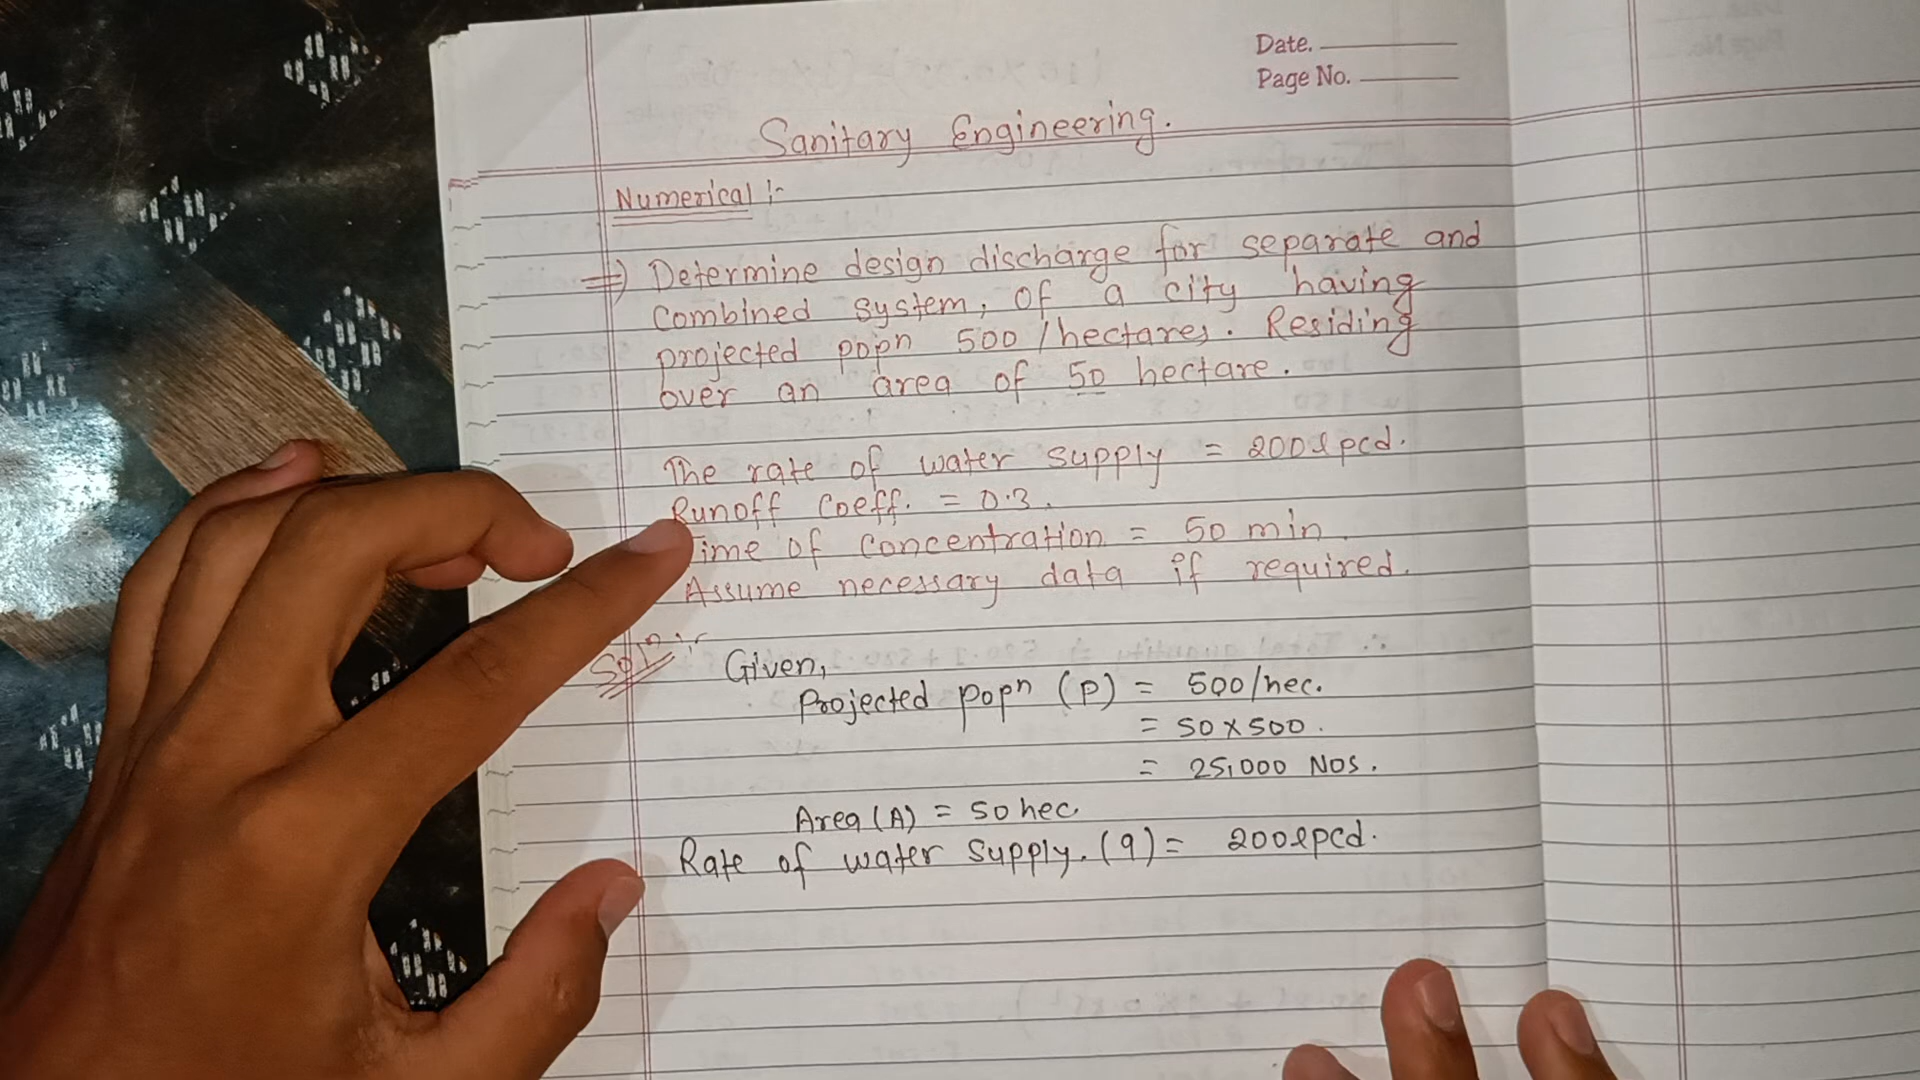 Date.
Page No.
Sanitary Engineering.
Numerical :-
⇒ Determine design discharge for separate and
combined system, of a city having
projected popn 500 / hectares. Residing
over an area of 50 hectare.
The rate of water supply = 200 lpcd.
Runoff coeff. = 0.3.
ime of concentration = 50 min.
Assume necessary data if required.
Soln :-
Given,
Projected popn (P) = 500/hec.
= 50 x 500.
= 25,000 Nos.
Area (A) = 50 hec.
Rate of water supply. (q) = 200 lpcd.